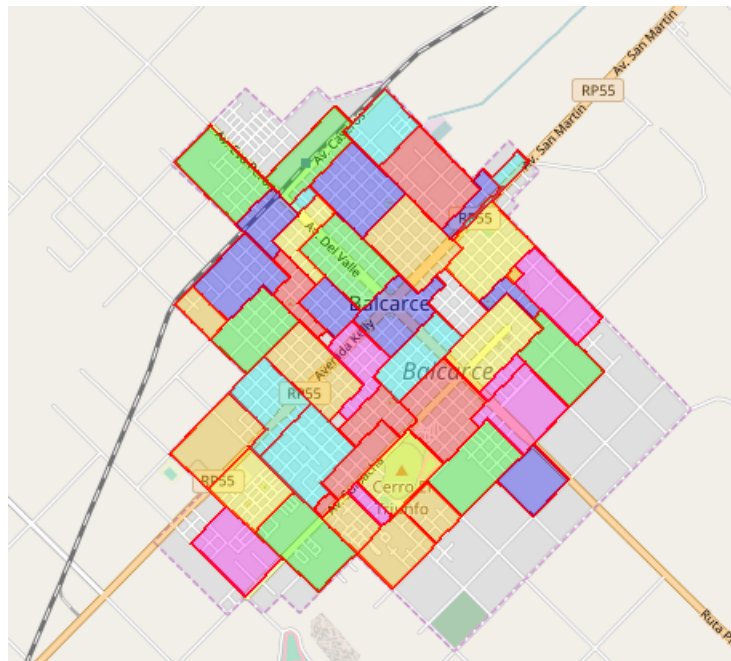 Av. San Martín
RP55
Av. San Martín
Av. Caseros
RP55
Av. Del Valle
Balcarce
Avenida Kelly
Balcarce
RP55
RP55
Cerro El
Triunfo
Ruta P